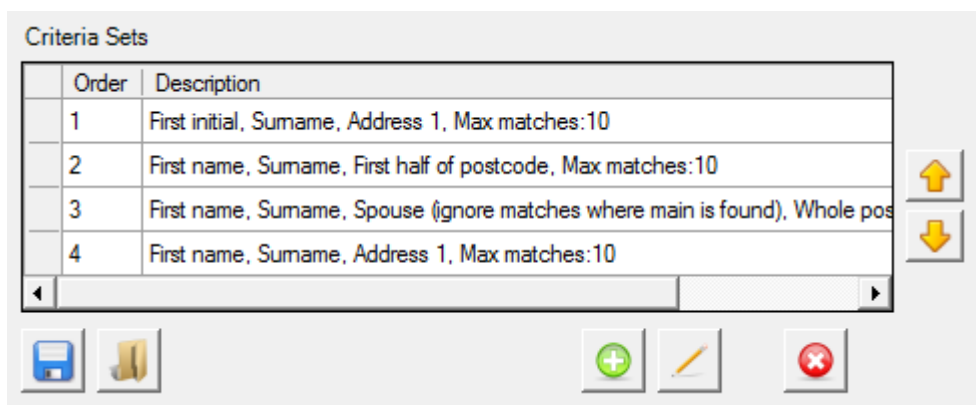 Criteria Sets
Order Description
1 First initial, Surname, Address 1, Max matches:10
2 First name, Surname, First half of postcode, Max matches:10
3 First name, Surname, Spouse (ignore matches where main is found), Whole pos
4 First name, Surname, Address 1, Max matches:10